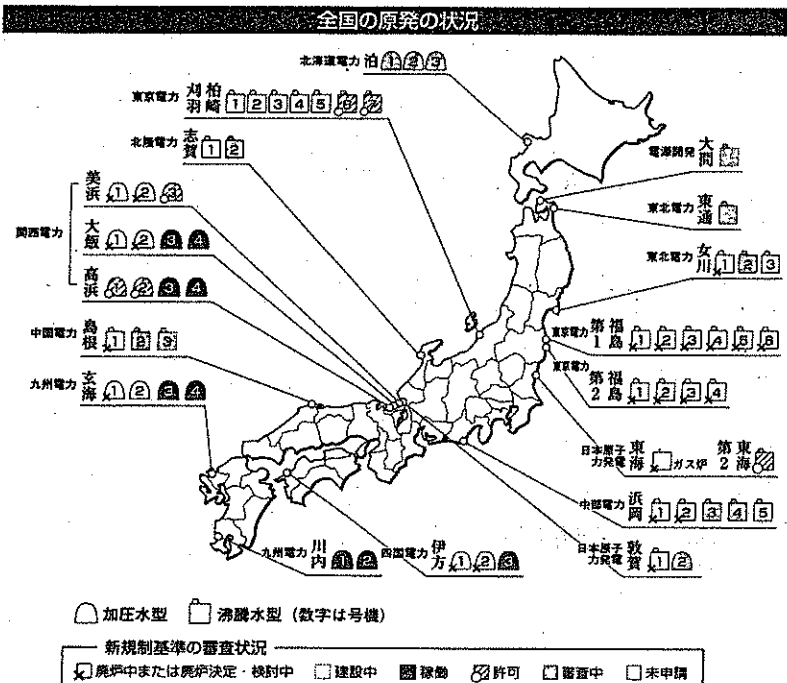 全国の原発の状況
北海道電力 泊 1 2 3
東京電力 柏崎刈羽 1 2 3 4 5 6 7
北陸電力 志賀 1 2
関西電力
美浜 1 2 3
大飯 1 2 3 4
高浜 1 2 3 4
中国電力 島根 1 2 3
九州電力 玄海 1 2 3 4
電源開発 大間
東北電力 東通
東北電力 女川 1 2 3
東京電力 福島第1 1 2 3 4 5 6
東京電力 福島第2 1 2 3 4
日本原子力発電 東海 ガス炉 東海第2
中部電力 浜岡 1 2 3 4 5
日本原子力発電 敦賀 1 2
九州電力 川内 1 2
四国電力 伊方 1 2 3
加圧水型 沸騰水型 (数字は号機)
新規制基準の審査状況
廃炉中または廃炉決定・検討中 建設中 稼働 許可 審査中 未申請